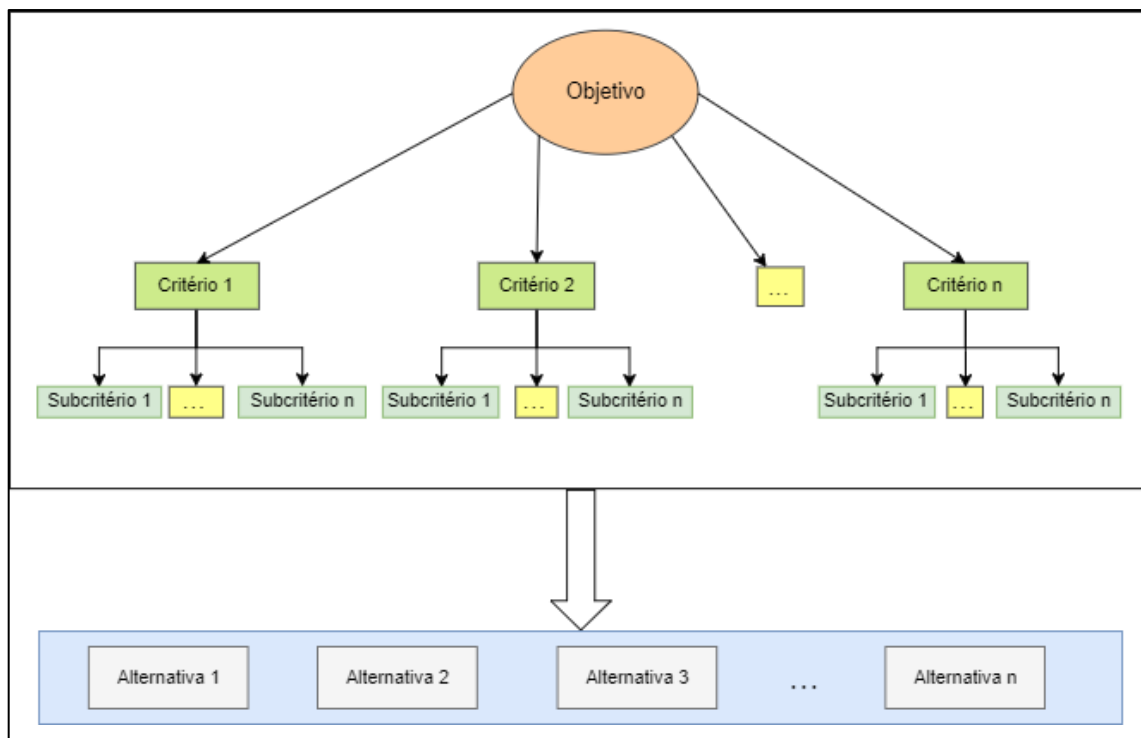 Objetivo
Critério 1
Critério 2
...
Critério n
Subcritério 1
...
Subcritério n
Subcritério 1
...
Subcritério n
Subcritério 1
...
Subcritério n
Alternativa 1
Alternativa 2
Alternativa 3
...
Alternativa n